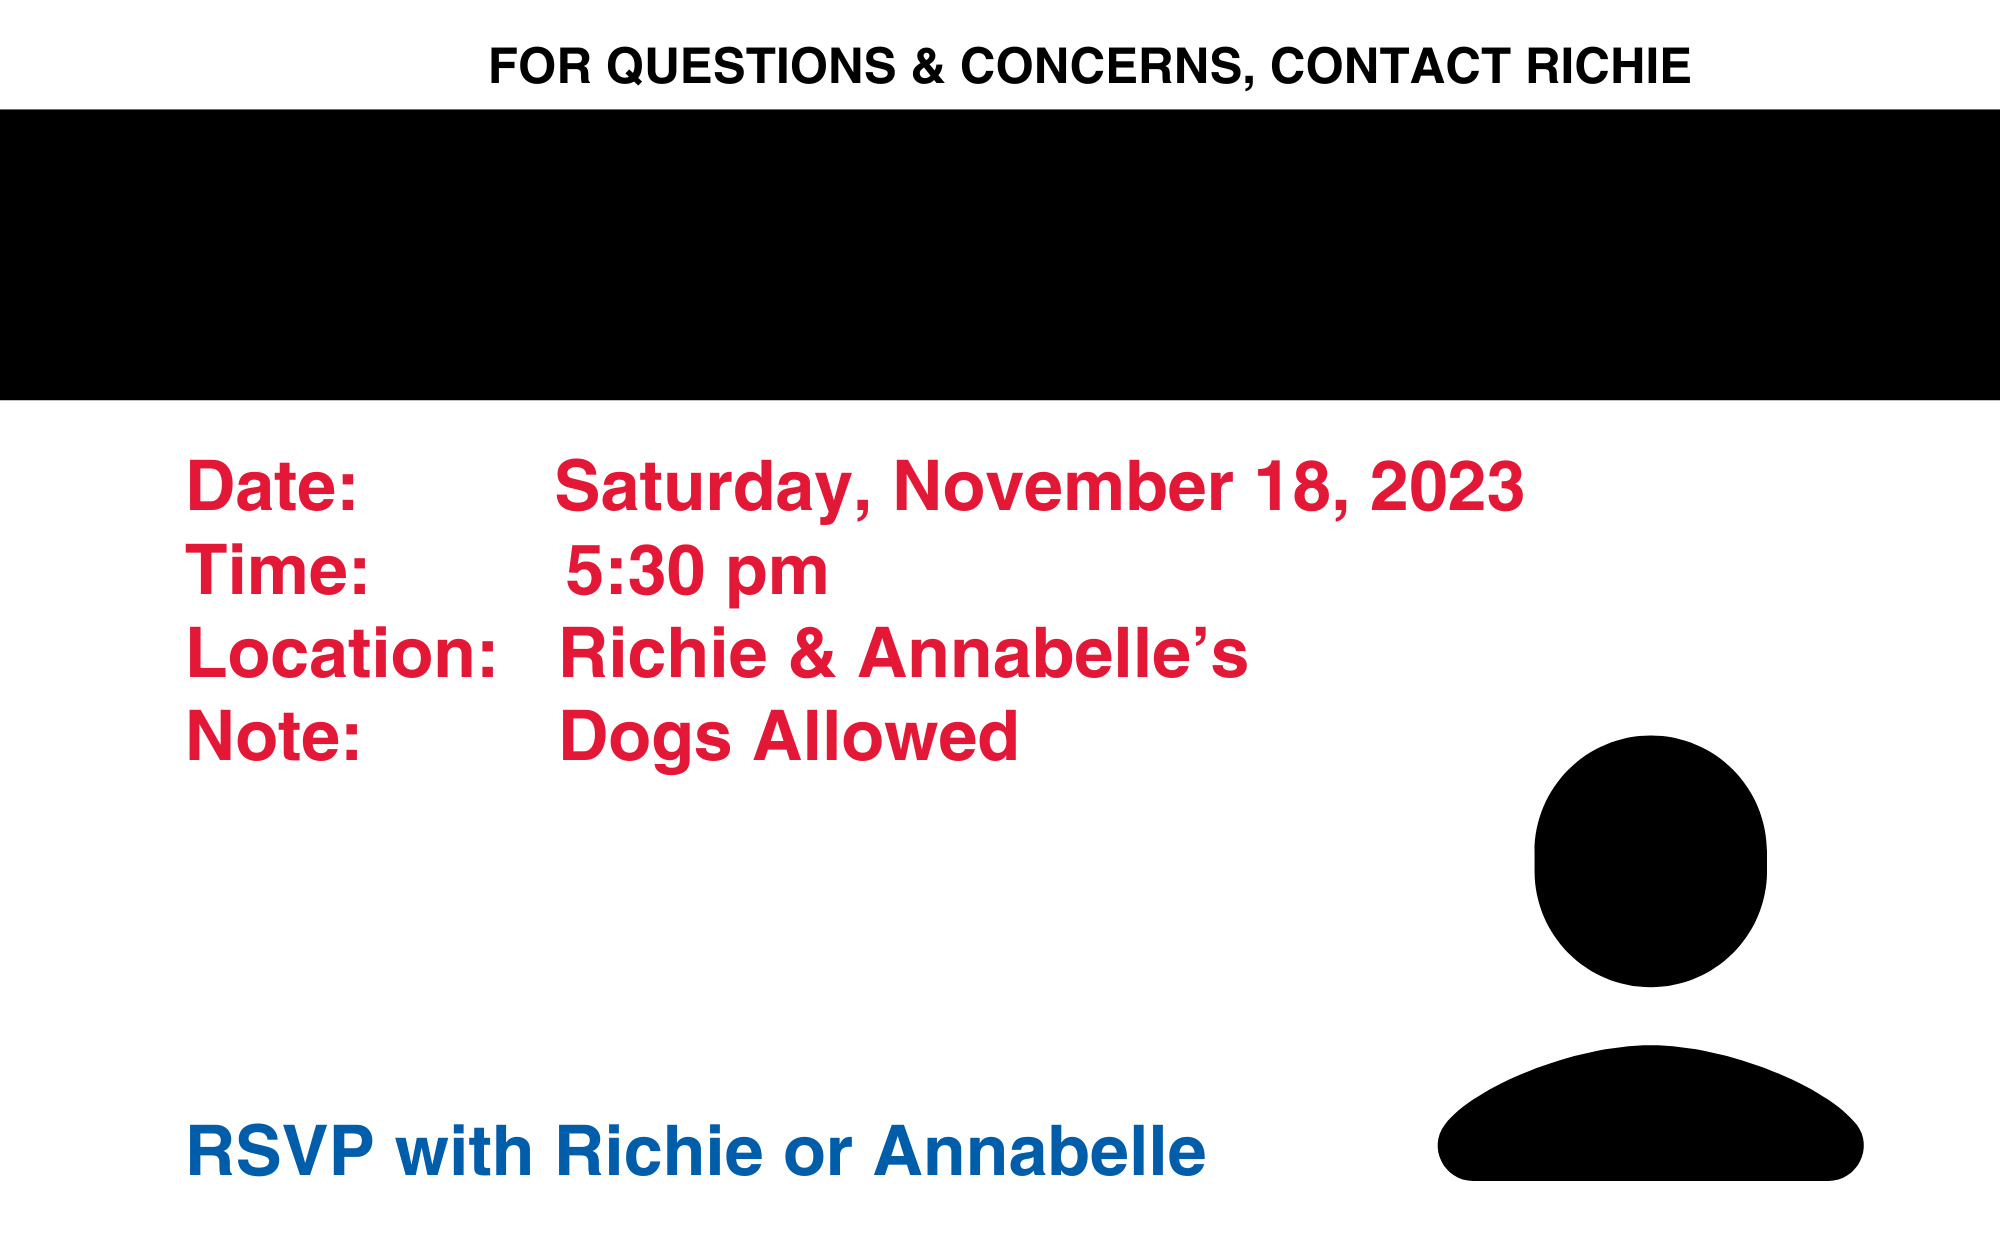 FOR QUESTIONS & CONCERNS, CONTACT RICHIE
Date: Saturday, November 18, 2023
Time: 5:30 pm
Location: Richie & Annabelle’s
Note: Dogs Allowed
RSVP with Richie or Annabelle